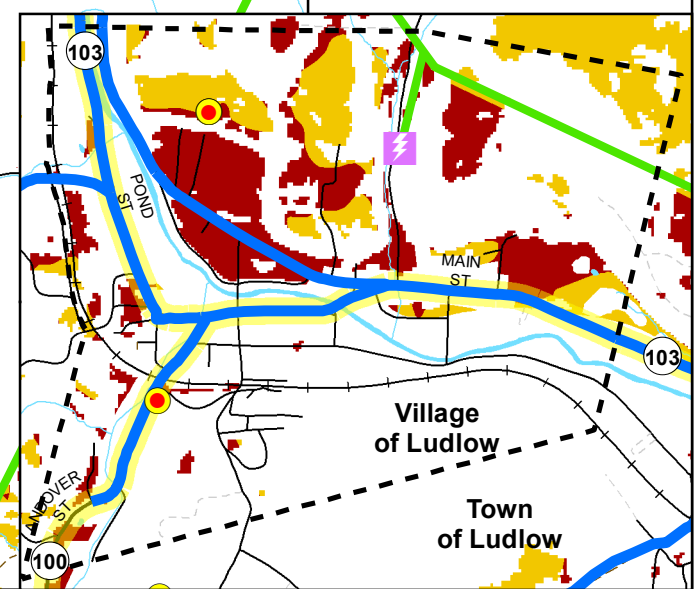 103
POND
ST
MAIN
ST
103
Village
of Ludlow
ANDOVER
ST
Town
of Ludlow
100